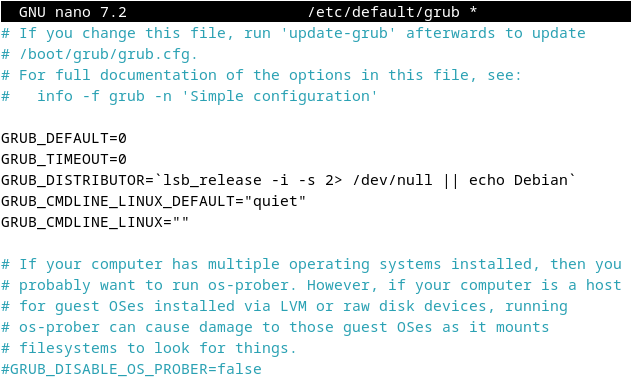 GNU nano 7.2 /etc/default/grub *
# If you change this file, run 'update-grub' afterwards to update
# /boot/grub/grub.cfg.
# For full documentation of the options in this file, see:
#   info -f grub -n 'Simple configuration'

GRUB_DEFAULT=0
GRUB_TIMEOUT=0
GRUB_DISTRIBUTOR=`lsb_release -i -s 2> /dev/null || echo Debian`
GRUB_CMDLINE_LINUX_DEFAULT="quiet"
GRUB_CMDLINE_LINUX=""

# If your computer has multiple operating systems installed, then you
# probably want to run os-prober. However, if your computer is a host
# for guest OSes installed via LVM or raw disk devices, running
# os-prober can cause damage to those guest OSes as it mounts
# filesystems to look for things.
#GRUB_DISABLE_OS_PROBER=false